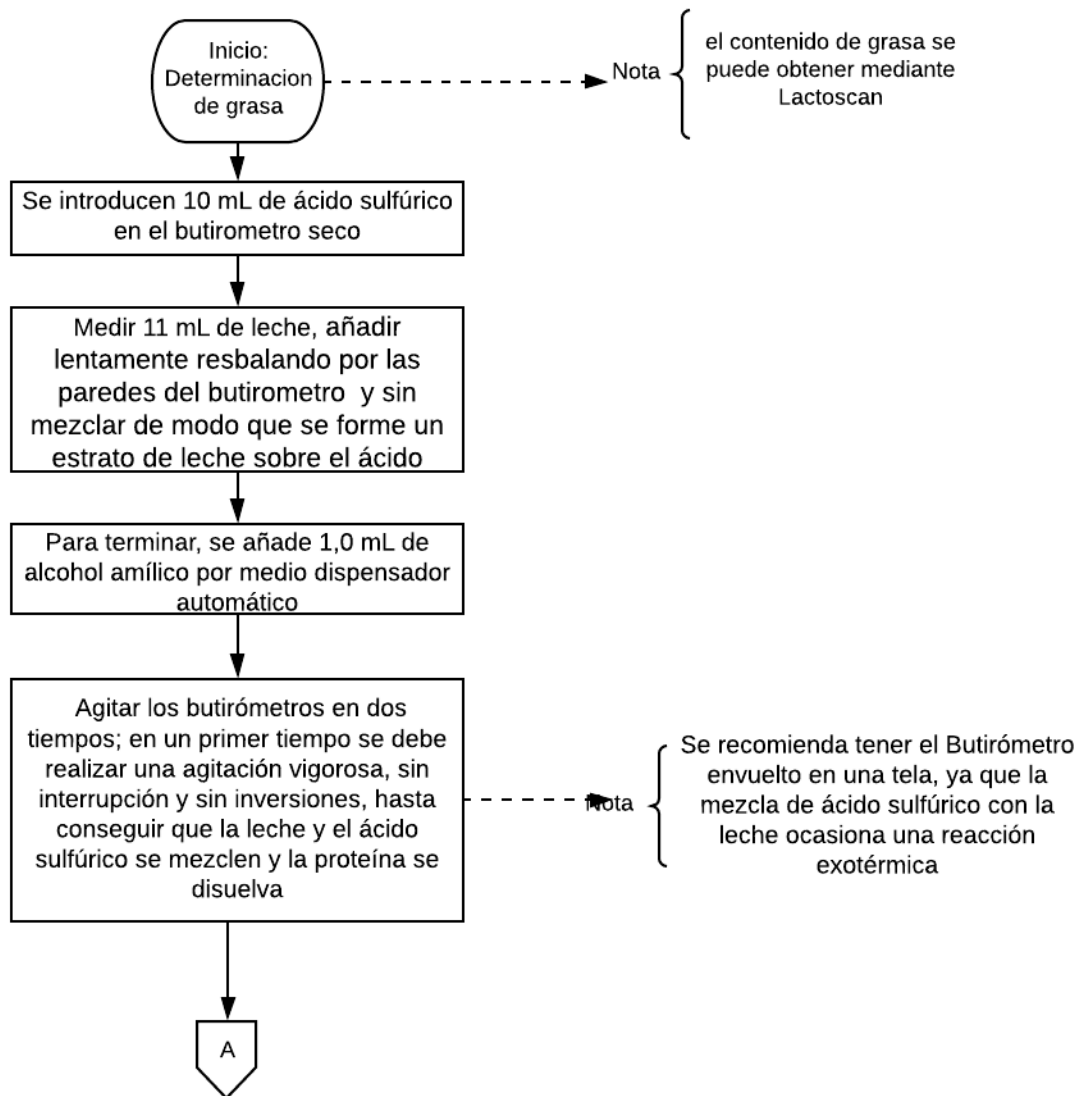 Inicio:
Determinacion
de grasa
Nota
el contenido de grasa se
puede obtener mediante
Lactoscan
Se introducen 10 mL de ácido sulfúrico
en el butirometro seco
Medir 11 mL de leche, añadir
lentamente resbalando por las
paredes del butirometro y sin
mezclar de modo que se forme un
estrato de leche sobre el ácido
Para terminar, se añade 1,0 mL de
alcohol amílico por medio dispensador
automático
Agitar los butirómetros en dos
tiempos; en un primer tiempo se debe
realizar una agitación vigorosa, sin
interrupción y sin inversiones, hasta
conseguir que la leche y el ácido
sulfúrico se mezclen y la proteína se
disuelva
Nota
Se recomienda tener el Butirómetro
envuelto en una tela, ya que la
mezcla de ácido sulfúrico con la
leche ocasiona una reacción
exotérmica
A